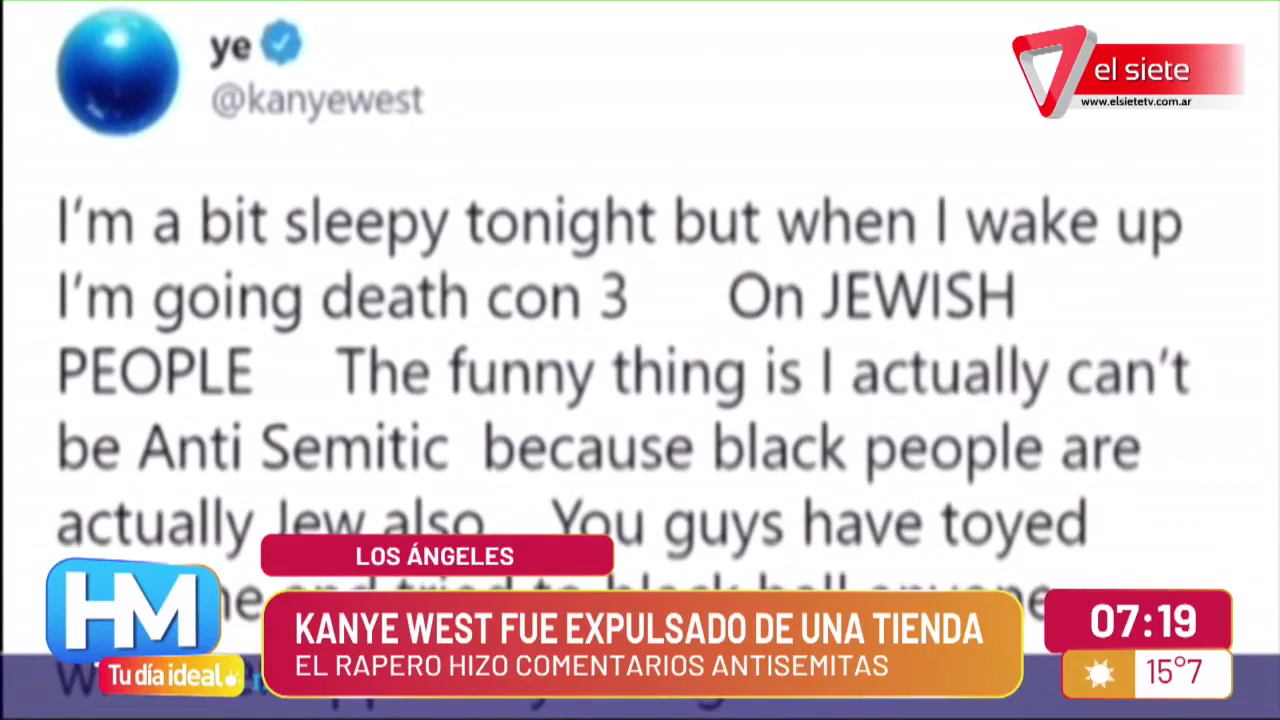 ye
@kanyewest
el siete
www.elsietetv.com.ar
I'm a bit sleepy tonight but when I wake up
I'm going death con 3 On JEWISH
PEOPLE The funny thing is I actually can't
be Anti Semitic because black people are
actually Jew also You guys have toyed
LOS ÁNGELES
HM
Tu día ideal.
KANYE WEST FUE EXPULSADO DE UNA TIENDA
EL RAPERO HIZO COMENTARIOS ANTISEMITAS
07:19
15°7